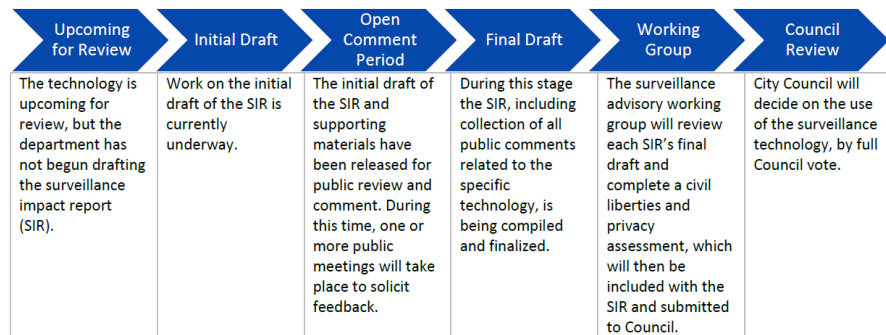 Upcoming
for Review
Initial Draft
Open
Comment
Period
Final Draft
Working
Group
Council
Review
The technology is
upcoming for
review, but the
department has
not begun drafting
the surveillance
impact report
(SIR).
Work on the initial
draft of the SIR is
currently
underway.
The initial draft of
the SIR and
supporting
materials have
been released for
public review and
comment. During
this time, one or
more public
meetings will take
place to solicit
feedback.
During this stage
the SIR, including
collection of all
public comments
related to the
specific
technology, is
being compiled
and finalized.
The surveillance
advisory working
group will review
each SIR’s final
draft and
complete a civil
liberties and
privacy
assessment, which
will then be
included with the
SIR and submitted
to Council.
City Council will
decide on the use
of the surveillance
technology, by full
Council vote.